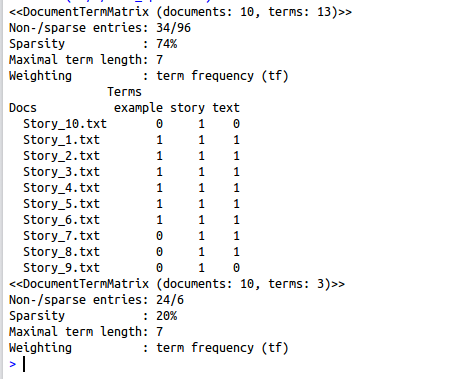 <<DocumentTermMatrix (documents: 10, terms: 13)>>
Non-/sparse entries: 34/96
Sparsity           : 74%
Maximal term length: 7
Weighting          : term frequency (tf)
              Terms
Docs           example story text
  Story_10.txt       0     1    0
  Story_1.txt        1     1    1
  Story_2.txt        1     1    1
  Story_3.txt        1     1    1
  Story_4.txt        1     1    1
  Story_5.txt        1     1    1
  Story_6.txt        1     1    1
  Story_7.txt        0     1    1
  Story_8.txt        0     1    1
  Story_9.txt        0     1    0
<<DocumentTermMatrix (documents: 10, terms: 3)>>
Non-/sparse entries: 24/6
Sparsity           : 20%
Maximal term length: 7
Weighting          : term frequency (tf)
>